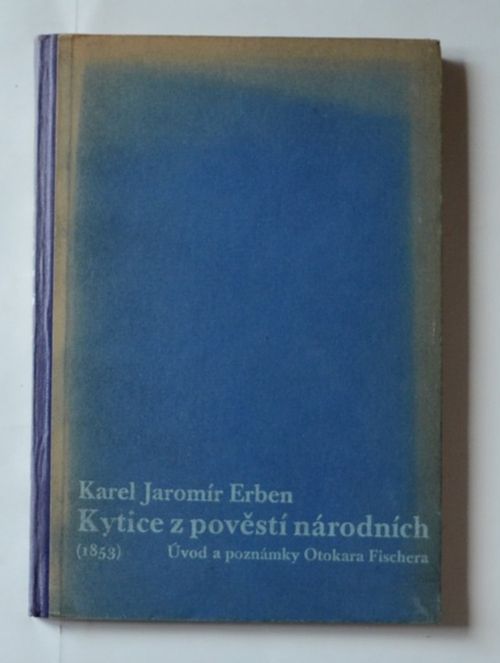 Karel Jaromír Erben
Kytice z pověstí národních
(1853) Úvod a poznámky Otokara Fischera